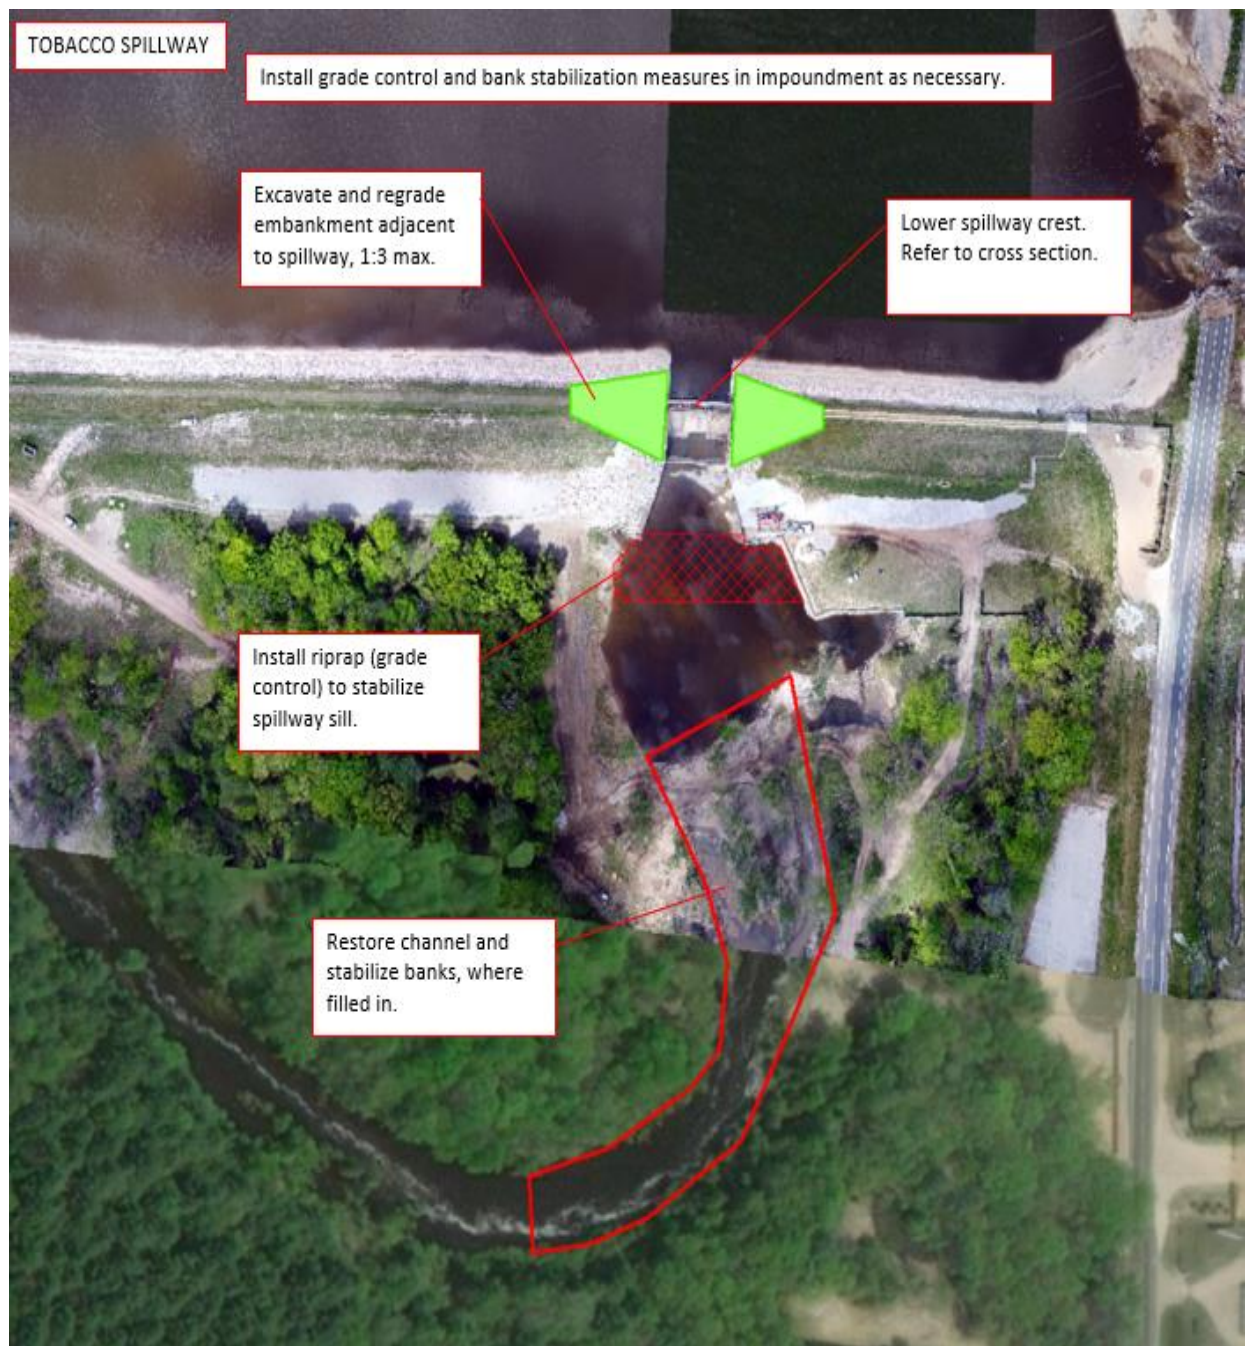 TOBACCO SPILLWAY
Install grade control and bank stabilization measures in impoundment as necessary.
Excavate and regrade
embankment adjacent
to spillway, 1:3 max.
Lower spillway crest.
Refer to cross section.
Install riprap (grade
control) to stabilize
spillway sill.
Restore channel and
stabilize banks, where
filled in.